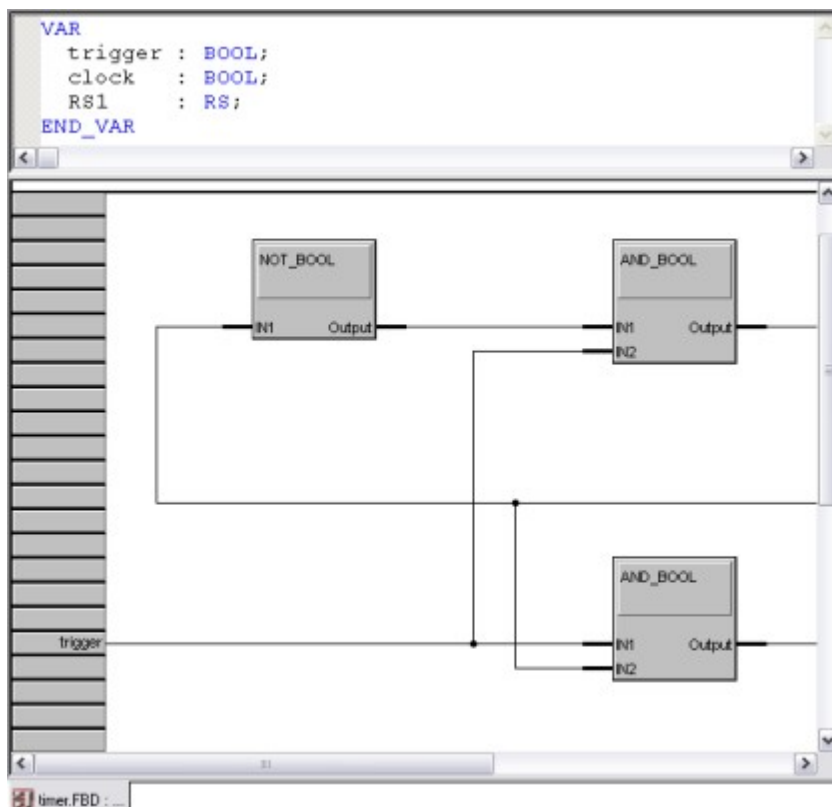 VAR
trigger : BOOL;
clock : BOOL;
RS1 : RS;
END_VAR
NOT_BOOL
IN1 Output
AND_BOOL
IN1 Output
IN2
AND_BOOL
trigger
IN1 Output
IN2
timer.FBD : ...